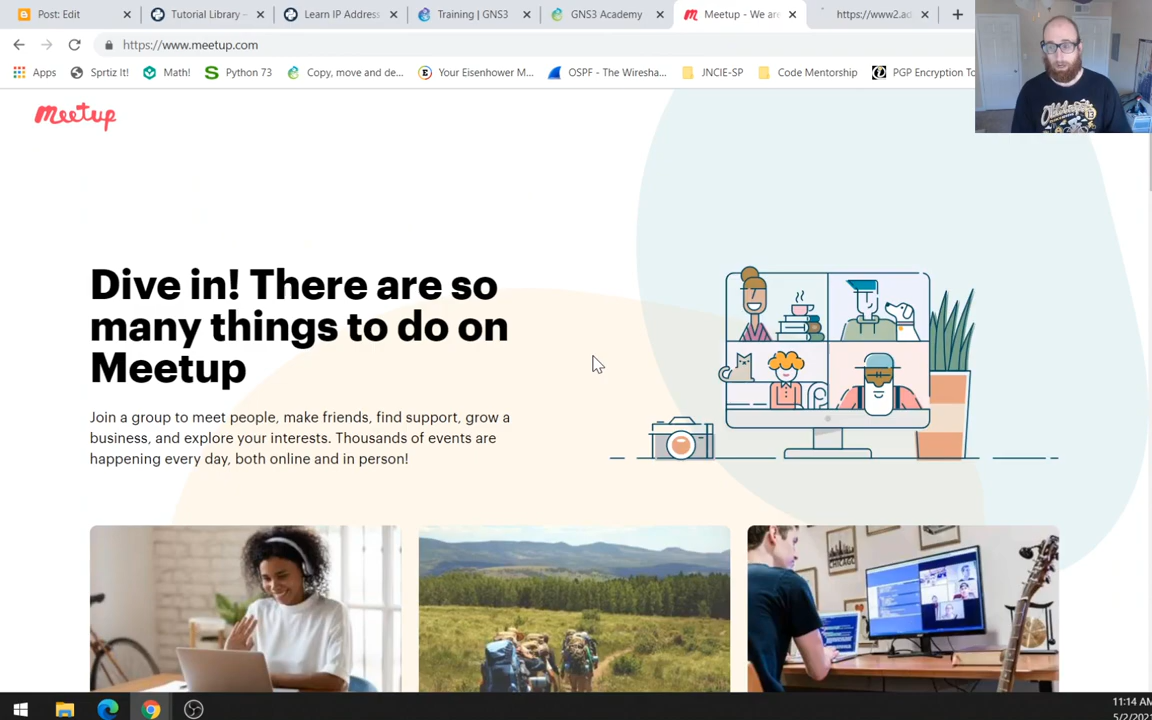 Post: Edit
Tutorial Library -
Learn IP Address
Training | GNS3
GNS3 Academy
Meetup - We are
https://www2.ad
https://www.meetup.com
Apps
Sprtiz It!
Math!
Python 73
Copy, move and de...
Your Eisenhower M...
OSPF - The Wiresha...
JNCIE-SP
Code Mentorship
PGP Encryption To
meetup
Dive in! There are so
many things to do on
Meetup
Join a group to meet people, make friends, find support, grow a
business, and explore your interests. Thousands of events are
happening every day, both online and in person!
CHICAGO
11:14 AM